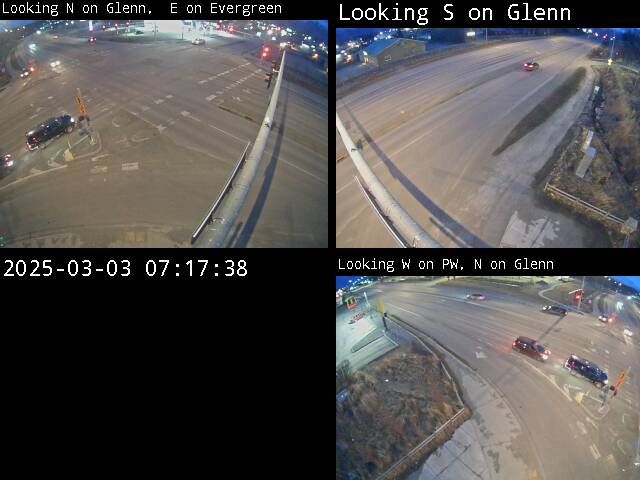 Looking N on Glenn, E on Evergreen
Looking S on Glenn
2025-03-03 07:17:38
Looking W on PW, N on Glenn